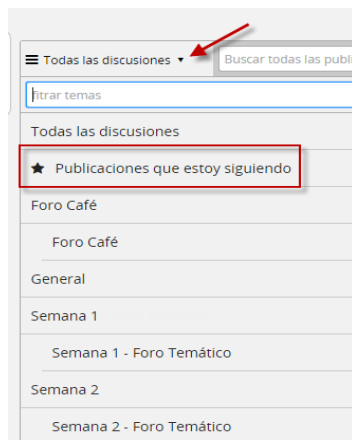 Todas las discusiones
Buscar todas las publi
fitrar temas
Todas las discusiones
Publicaciones que estoy siguiendo
Foro Café
Foro Café
General
Semana 1
Semana 1 - Foro Temático
Semana 2
Semana 2 - Foro Temático